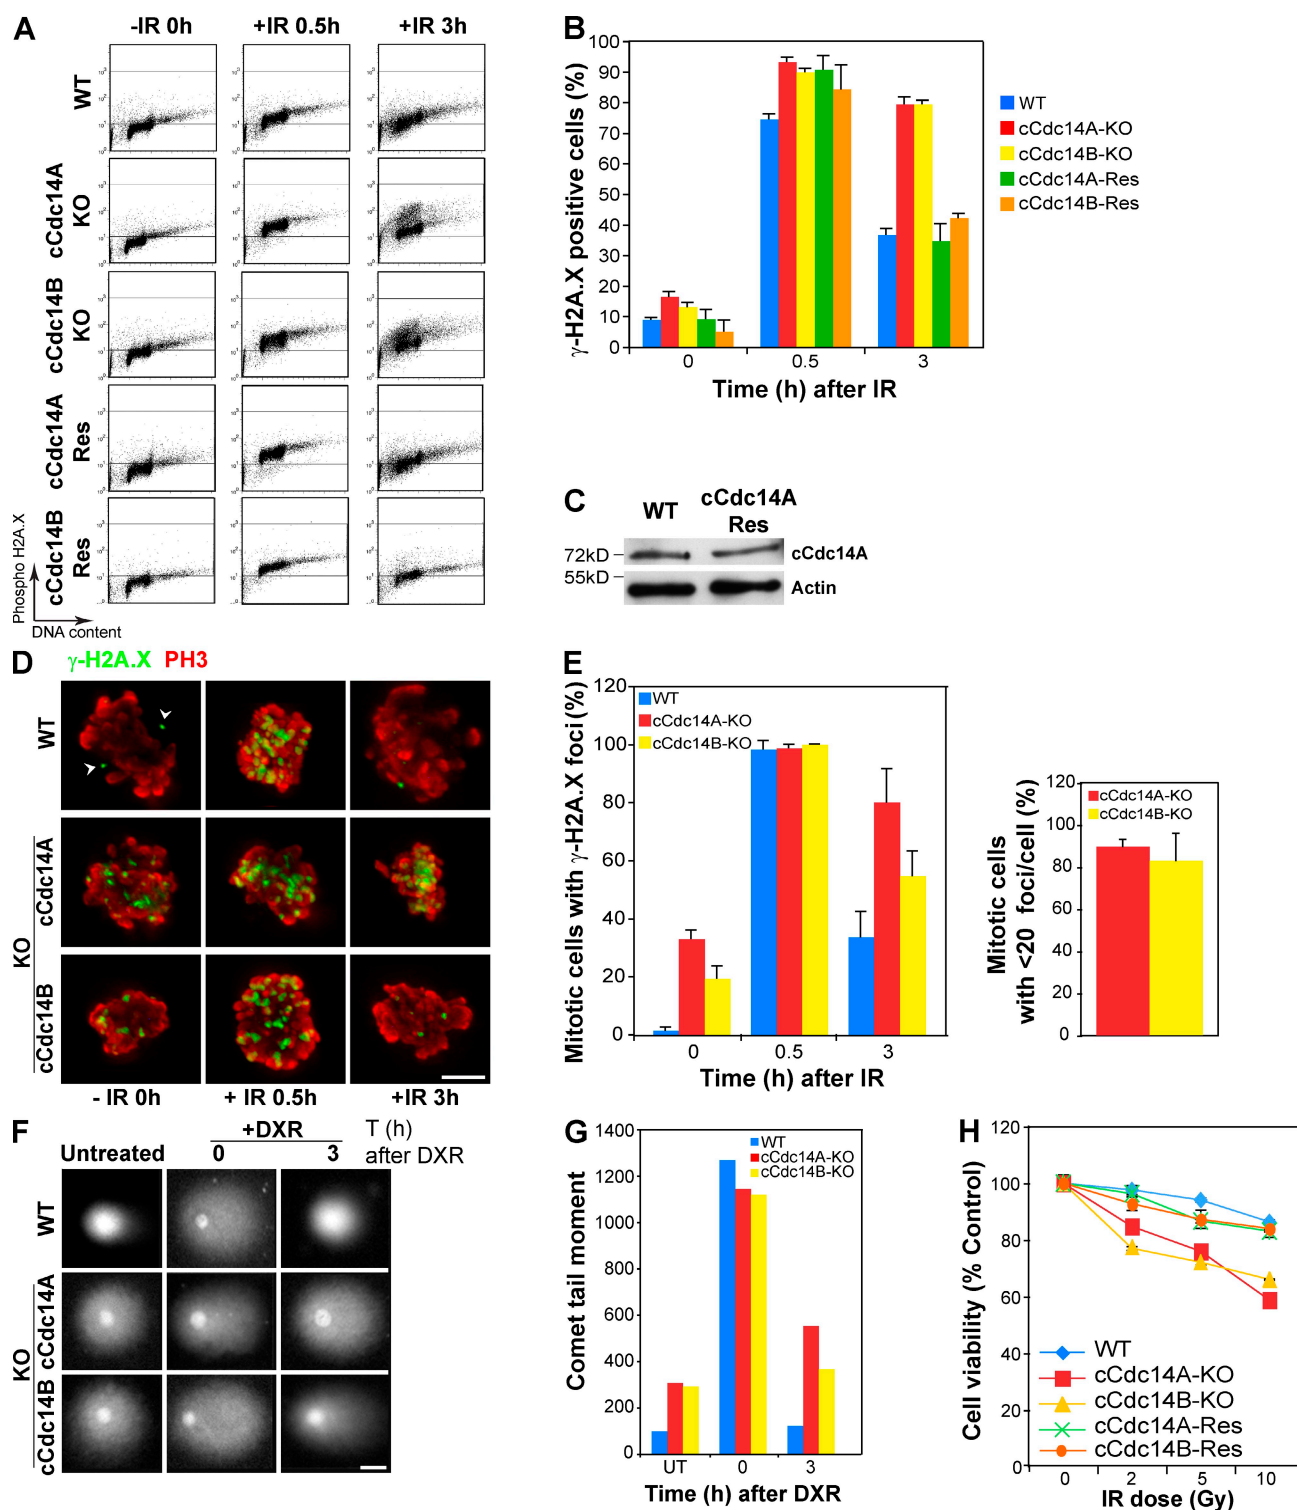 A
-IR 0h
+IR 0.5h
+IR 3h
WT
cCdc14A
KO
cCdc14B
KO
cCdc14A
Res
cCdc14B
Res
Phospho H2A.X
DNA content
B
γ-H2A.X positive cells (%)
100
90
80
70
60
50
40
30
20
10
0
0
0.5
3
Time (h) after IR
WT
cCdc14A-KO
cCdc14B-KO
cCdc14A-Res
cCdc14B-Res
C
WT
cCdc14A
Res
72kD
55kD
cCdc14A
Actin
D
γ-H2A.X PH3
WT
KO
cCdc14A
cCdc14B
- IR 0h
+ IR 0.5h
+IR 3h
E
Mitotic cells with γ-H2A.X foci (%)
120
100
80
60
40
20
0
WT
cCdc14A-KO
cCdc14B-KO
0
0.5
3
Time (h) after IR
Mitotic cells
with <20 foci/cell (%)
120
100
80
60
40
20
0
cCdc14A-KO
cCdc14B-KO
F
Untreated
+DXR
0
3
T (h)
after DXR
WT
KO
cCdc14A
cCdc14B
G
Comet tail moment
1400
1200
1000
800
600
400
200
0
WT
cCdc14A-KO
cCdc14B-KO
UT
0
3
Time (h) after DXR
H
Cell viability (% Control)
120
100
80
60
40
20
0
WT
cCdc14A-KO
cCdc14B-KO
cCdc14A-Res
cCdc14B-Res
0
2
5
10
IR dose (Gy)